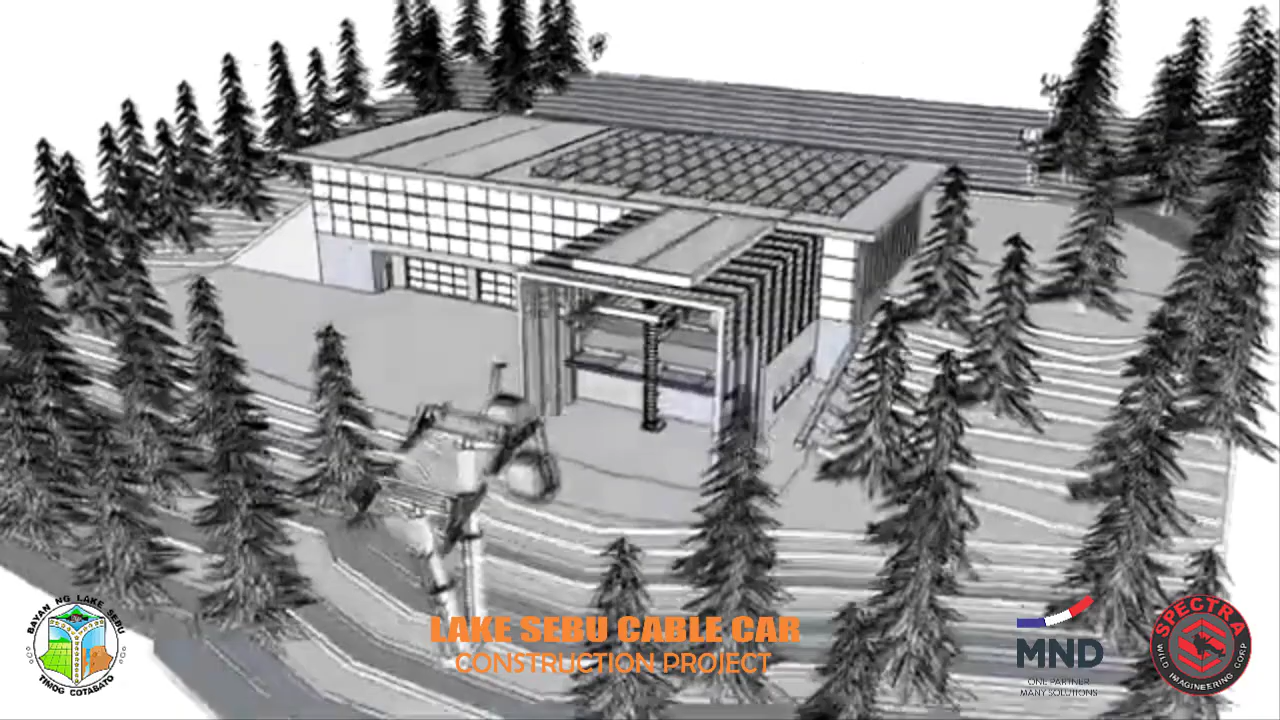 BAYAN NG LAKE SEBU
TIMOG COTABATO
LAKE SEBU CABLE CAR
CONSTRUCTION PROJECT
MND
ONE PARTNER
MANY SOLUTIONS
SPECTRA
WILD IMAGINEERING CORP